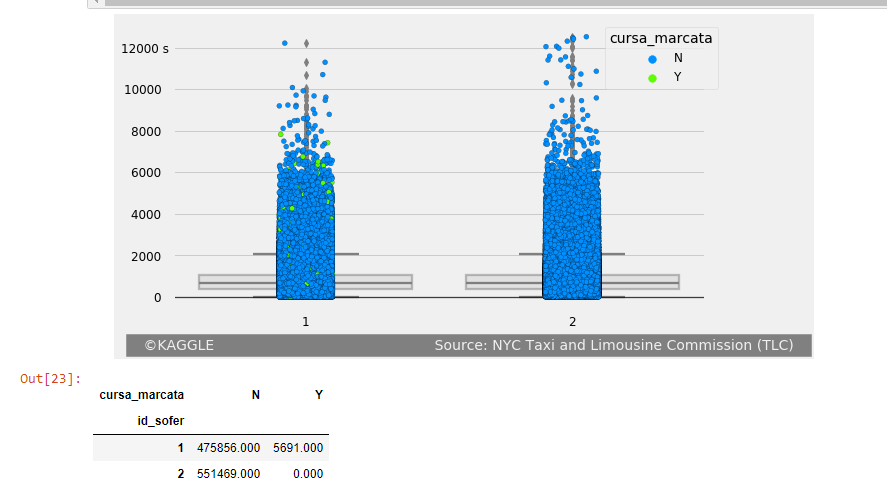 cursa_marcata
N
Y
12000 s
10000
8000
6000
4000
2000
0
1 2
©KAGGLE Source: NYC Taxi and Limousine Commission (TLC)
Out[23]:
cursa_marcata N Y
id_sofer
1 475856.000 5691.000
2 551469.000 0.000